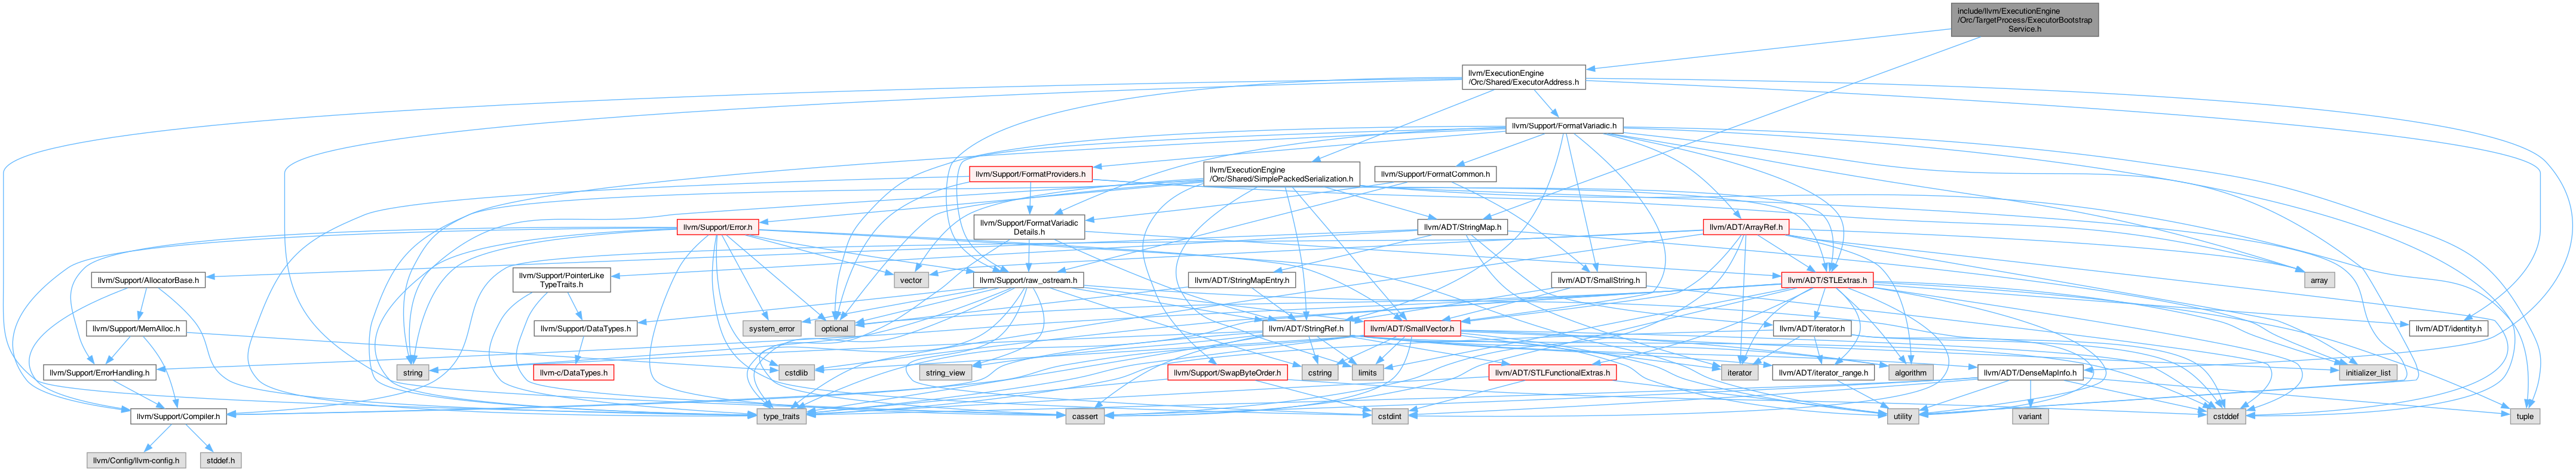 include/llvm/ExecutionEngine
/Orc/TargetProcess/ExecutorBootstrap
Service.h
llvm/ExecutionEngine
/Orc/Shared/ExecutorAddress.h
llvm/Support/FormatVariadic.h
llvm/Support/FormatProviders.h
llvm/ExecutionEngine
/Orc/Shared/SimplePackedSerialization.h
llvm/Support/FormatCommon.h
llvm/Support/Error.h
llvm/Support/FormatVariadic
Details.h
llvm/ADT/StringMap.h
llvm/ADT/ArrayRef.h
llvm/Support/AllocatorBase.h
llvm/Support/PointerLike
TypeTraits.h
vector
llvm/Support/raw_ostream.h
llvm/ADT/StringMapEntry.h
llvm/ADT/SmallString.h
llvm/ADT/STLExtras.h
array
llvm/Support/MemAlloc.h
llvm/Support/DataTypes.h
system_error
optional
llvm/ADT/StringRef.h
llvm/ADT/SmallVector.h
llvm/ADT/iterator.h
llvm/ADT/identity.h
llvm/Support/ErrorHandling.h
string
llvm-c/DataTypes.h
cstdlib
string_view
llvm/Support/SwapByteOrder.h
cstring
limits
llvm/ADT/STLFunctionalExtras.h
iterator
llvm/ADT/iterator_range.h
algorithm
llvm/ADT/DenseMapInfo.h
initializer_list
llvm/Support/Compiler.h
type_traits
cassert
cstdint
utility
variant
cstddef
tuple
llvm/Config/llvm-config.h
stddef.h